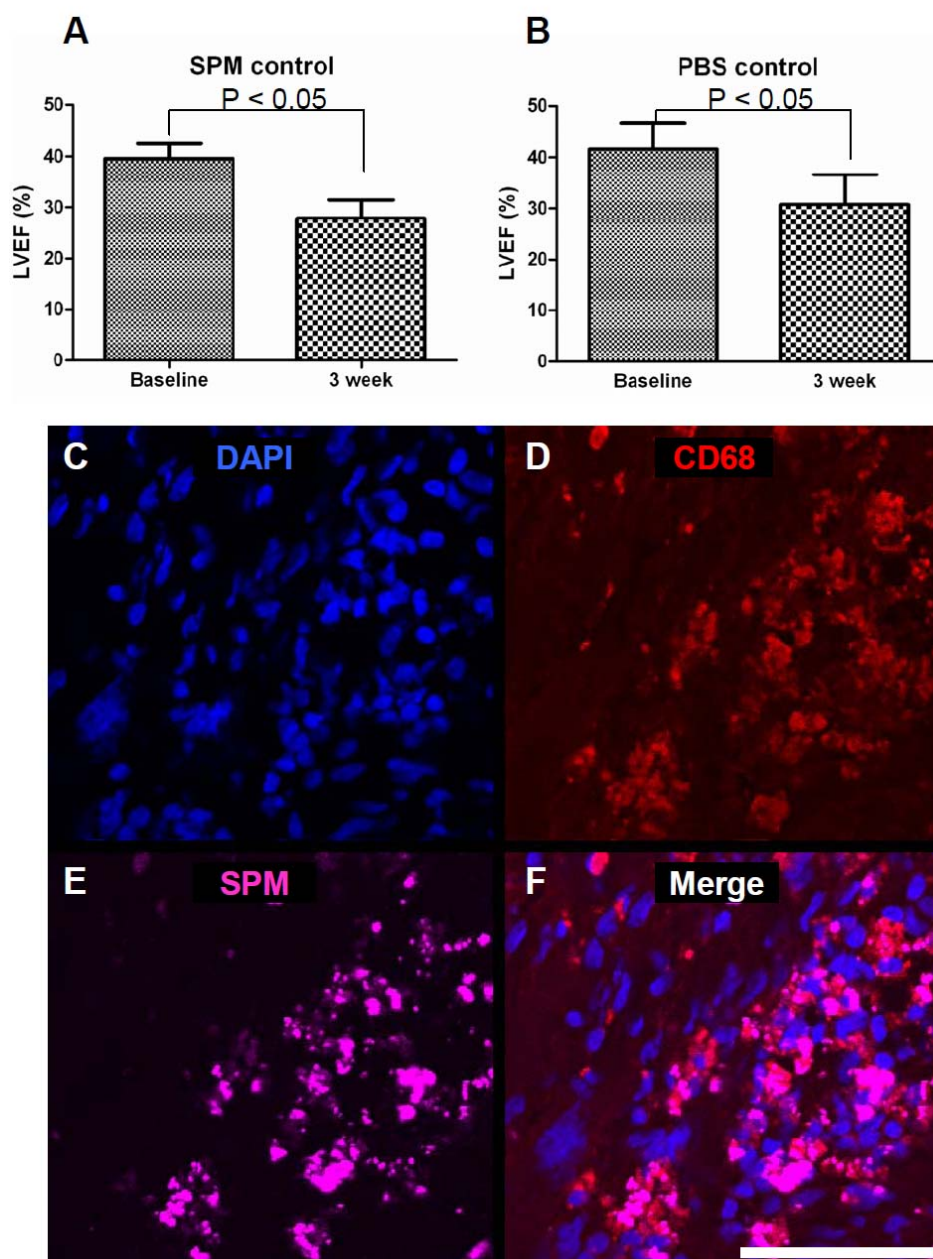 A
SPM control
P < 0.05
50
40
30
20
10
0
LVEF (%)
Baseline
3 week
B
PBS control
P < 0.05
50
40
30
20
10
0
LVEF (%)
Baseline
3 week
C
DAPI
D
CD68
E
SPM
F
Merge